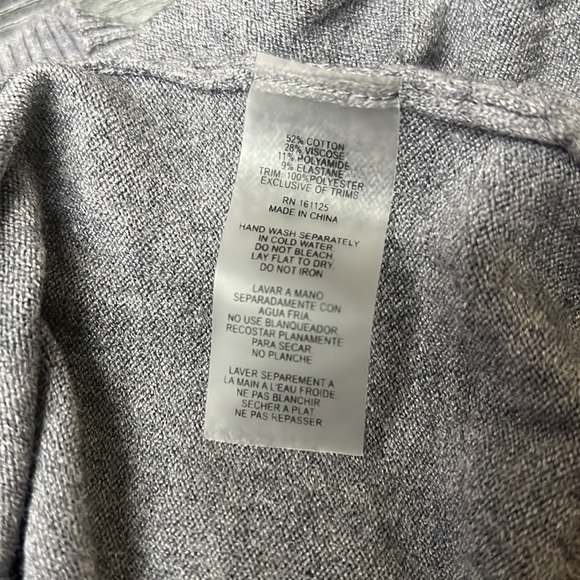 52% COTTON
28% VISCOSE
11% POLYAMIDE
9% ELASTANE
TRIM 100%POLYESTER
EXCLUSIVE OF TRIMS
RN 161125
MADE IN CHINA
HAND WASH SEPARATELY
IN COLD WATER
DO NOT BLEACH.
LAY FLAT TO DRY.
DO NOT IRON
LAVAR A MANO
SEPARADAMENTE CON
AGUA FRIA.
NO USE BLANQUEADOR.
RECOSTAR PLANAMENTE
PARA SECAR
NO PLANCHE
LAVER SEPAREMENT A
LA MAIN A L'EAU FROIDE
NE PAS BLANCHIR
SECHER A PLAT
NE PAS REPASSER